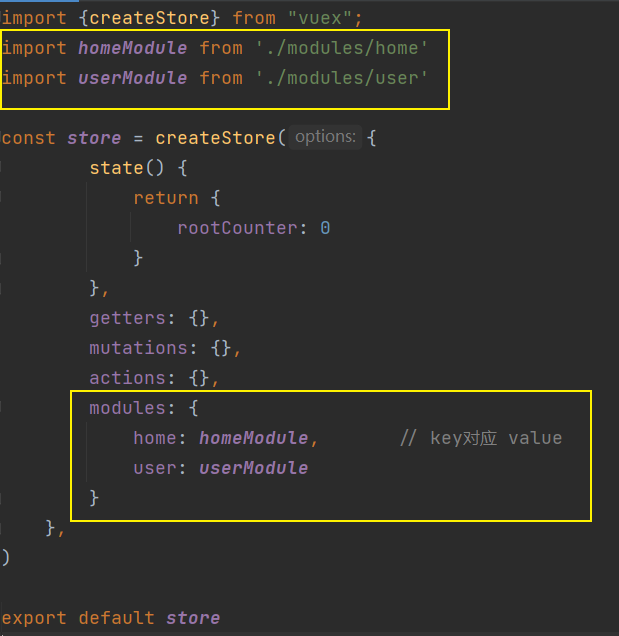 import {createStore} from "vuex";
import homeModule from './modules/home'
import userModule from './modules/user'
const store = createStore( options: {
state() {
return {
rootCounter: 0
}
},
getters: {},
mutations: {},
actions: {},
modules: {
home: homeModule, // key对应 value
user: userModule
}
},
)
export default store